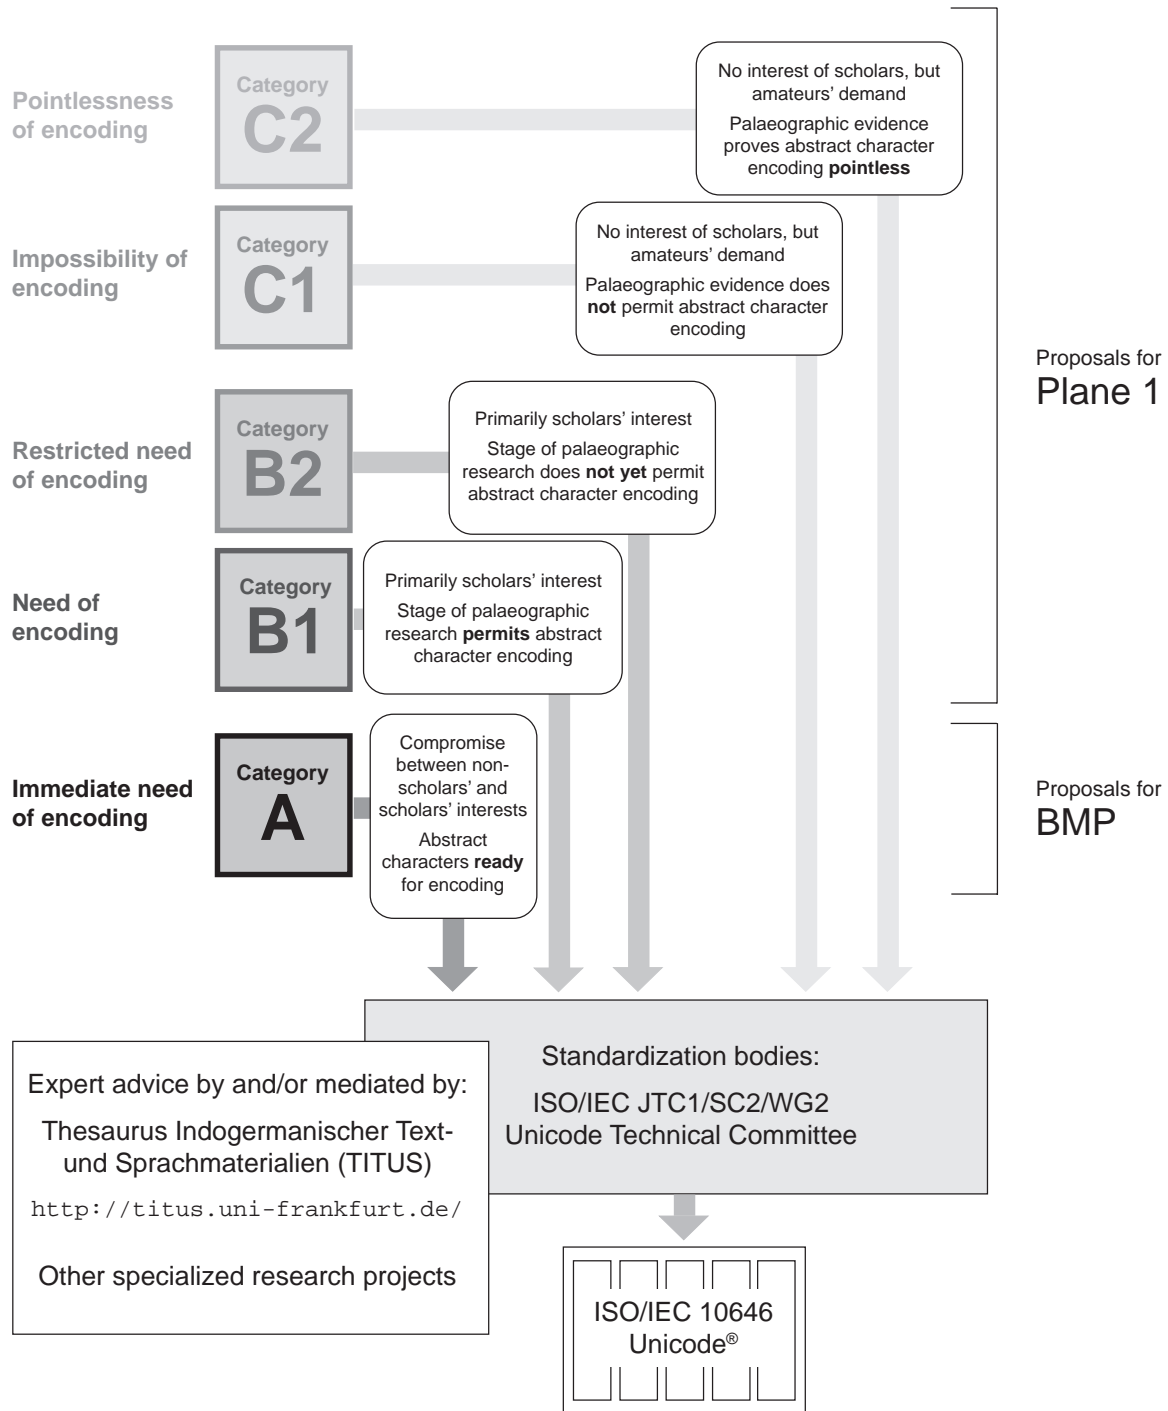 Pointlessness
of encoding
Category
C2
No interest of scholars, but
amateurs’ demand
Palaeographic evidence
proves abstract character
encoding pointless
Impossibility of
encoding
Category
C1
No interest of scholars, but
amateurs’ demand
Palaeographic evidence does
not permit abstract character
encoding
Proposals for
Plane 1
Restricted need
of encoding
Category
B2
Primarily scholars’ interest
Stage of palaeographic
research does not yet permit
abstract character encoding
Need of
encoding
Category
B1
Primarily scholars’ interest
Stage of palaeographic
research permits abstract
character encoding
Immediate need
of encoding
Category
A
Compromise
between non-
scholars’ and
scholars’ interests
Abstract
characters ready
for encoding
Proposals for
BMP
Standardization bodies:
ISO/IEC JTC1/SC2/WG2
Unicode Technical Committee
Expert advice by and/or mediated by:
Thesaurus Indogermanischer Text-
und Sprachmaterialien (TITUS)
http://titus.uni-frankfurt.de/
Other specialized research projects
ISO/IEC 10646
Unicode®